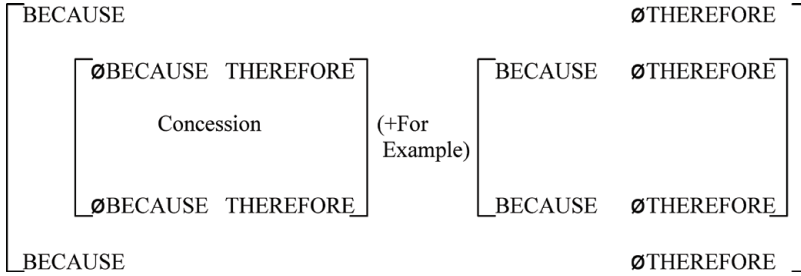 BECAUSE ØTHEREFORE
ØBECAUSE THEREFORE BECAUSE ØTHEREFORE
Concession (+For
Example)
ØBECAUSE THEREFORE BECAUSE ØTHEREFORE
BECAUSE ØTHEREFORE